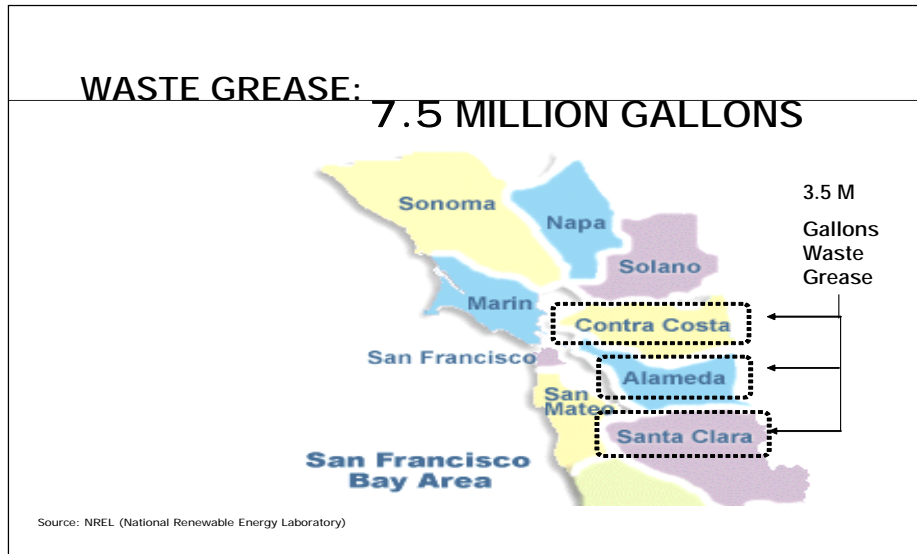 WASTE GREASE:
7.5 MILLION GALLONS
3.5 M
Gallons
Waste
Grease
Sonoma
Napa
Solano
Marin
Contra Costa
San Francisco
Alameda
San
Mateo
Santa Clara
San Francisco
Bay Area
Source: NREL (National Renewable Energy Laboratory)